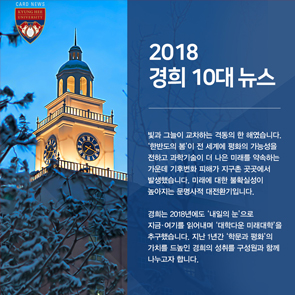 CARD NEWS
KYUNG HEE
UNIVERSITY
2018
경희 10대 뉴스
빛과 그늘이 교차하는 격동의 한 해였습니다.
'한반도의 봄'이 전 세계에 평화의 가능성을
전하고 과학기술이 더 나은 미래를 약속하는
가운데 기후변화 피해가 지구촌 곳곳에서
발생했습니다. 미래에 대한 불확실성이
높아지는 문명사적 대전환기입니다.
경희는 2018년에도 '내일의 눈'으로
지금·여기를 읽어내며 '대학다운 미래대학'을
추구했습니다. 지난 1년간 '학문과 평화'의
가치를 드높인 경희의 성취를 구성원과 함께
나누고자 합니다.